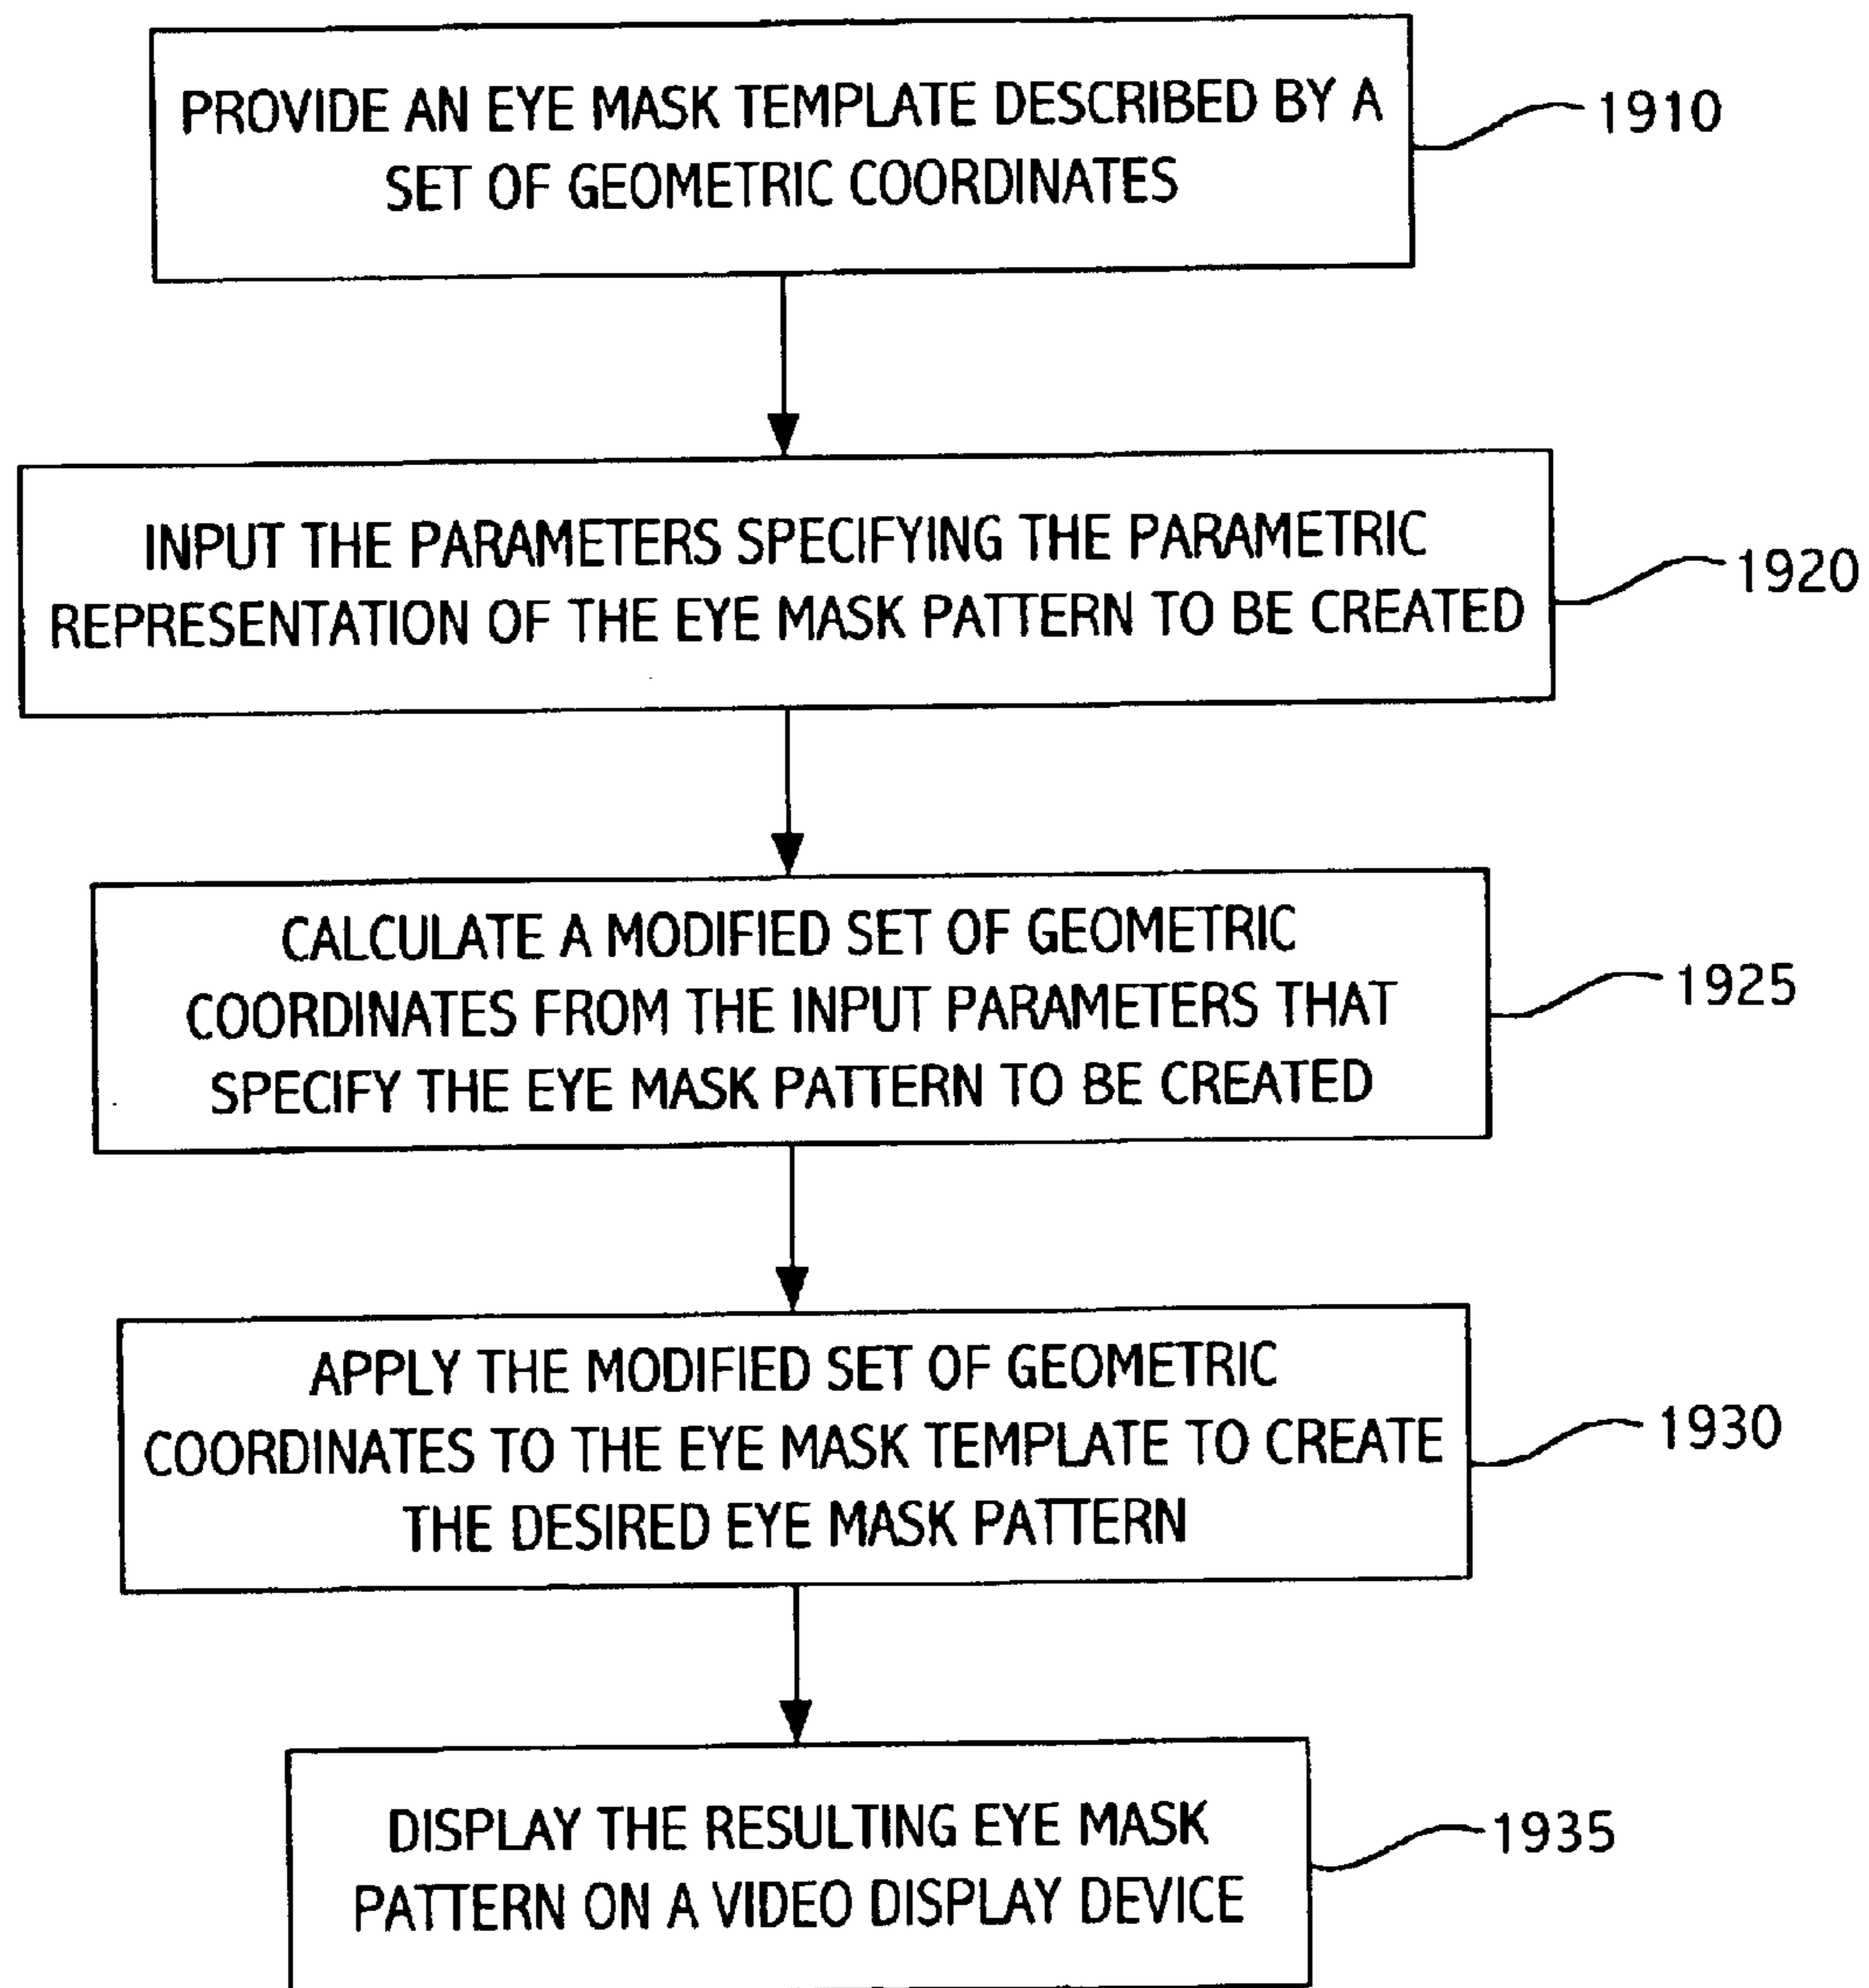 PROVIDE AN EYE MASK TEMPLATE DESCRIBED BY A
SET OF GEOMETRIC COORDINATES
1910
INPUT THE PARAMETERS SPECIFYING THE PARAMETRIC
REPRESENTATION OF THE EYE MASK PATTERN TO BE CREATED
1920
CALCULATE A MODIFIED SET OF GEOMETRIC
COORDINATES FROM THE INPUT PARAMETERS THAT
SPECIFY THE EYE MASK PATTERN TO BE CREATED
1925
APPLY THE MODIFIED SET OF GEOMETRIC
COORDINATES TO THE EYE MASK TEMPLATE TO CREATE
THE DESIRED EYE MASK PATTERN
1930
DISPLAY THE RESULTING EYE MASK
PATTERN ON A VIDEO DISPLAY DEVICE
1935